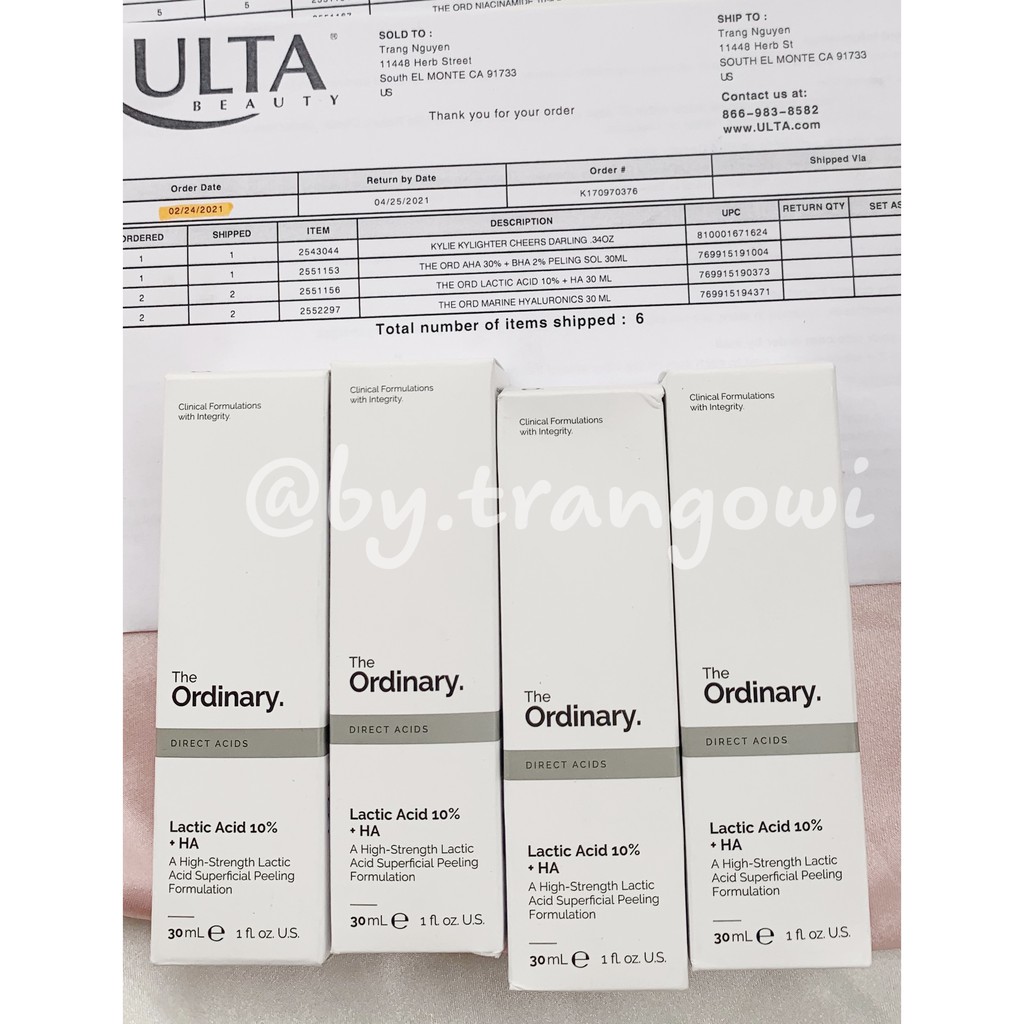 5
5
THE ORD NIACINAMIDE
ULTA
BEAUTY
®
SOLD TO :
Trang Nguyen
11448 Herb Street
South EL MONTE CA 91733
US
Thank you for your order
SHIP TO :
Trang Nguyen
11448 Herb St
SOUTH EL MONTE CA 91733
US
Contact us at:
866-983-8582
www.ULTA.com
Order Date Return by Date Order # Shipped Via
02/24/2021 04/25/2021 K170970376
ORDERED SHIPPED ITEM DESCRIPTION UPC RETURN QTY SET AS
1 1 2543044 KYLIE KYLIGHTER CHEERS DARLING .34OZ 810001671624
1 1 2551153 THE ORD AHA 30% + BHA 2% PELING SOL 30ML 769915191004
2 2 2551156 THE ORD LACTIC ACID 10% + HA 30 ML 769915190373
2 2 2552297 THE ORD MARINE HYALURONICS 30 ML 769915194371
Total number of items shipped : 6
@by.trangowi
Clinical Formulations
with Integrity.
The
Ordinary.
DIRECT ACIDS
Lactic Acid 10%
+ HA
A High-Strength Lactic
Acid Superficial Peeling
Formulation
30 mL e 1 fl. oz. U.S.
Clinical Formulations
with Integrity.
The
Ordinary.
DIRECT ACIDS
Lactic Acid 10%
+ HA
A High-Strength Lactic
Acid Superficial Peeling
Formulation
30 mL e 1 fl. oz. U.S.
Clinical Formulations
with Integrity.
The
Ordinary.
DIRECT ACIDS
Lactic Acid 10%
+ HA
A High-Strength Lactic
Acid Superficial Peeling
Formulation
30 mL e 1 fl. oz. U.S.
Clinical Formulations
with Integrity.
The
Ordinary.
DIRECT ACIDS
Lactic Acid 10%
+ HA
A High-Strength Lactic
Acid Superficial Peeling
Formulation
30 mL e 1 fl. oz. U.S.